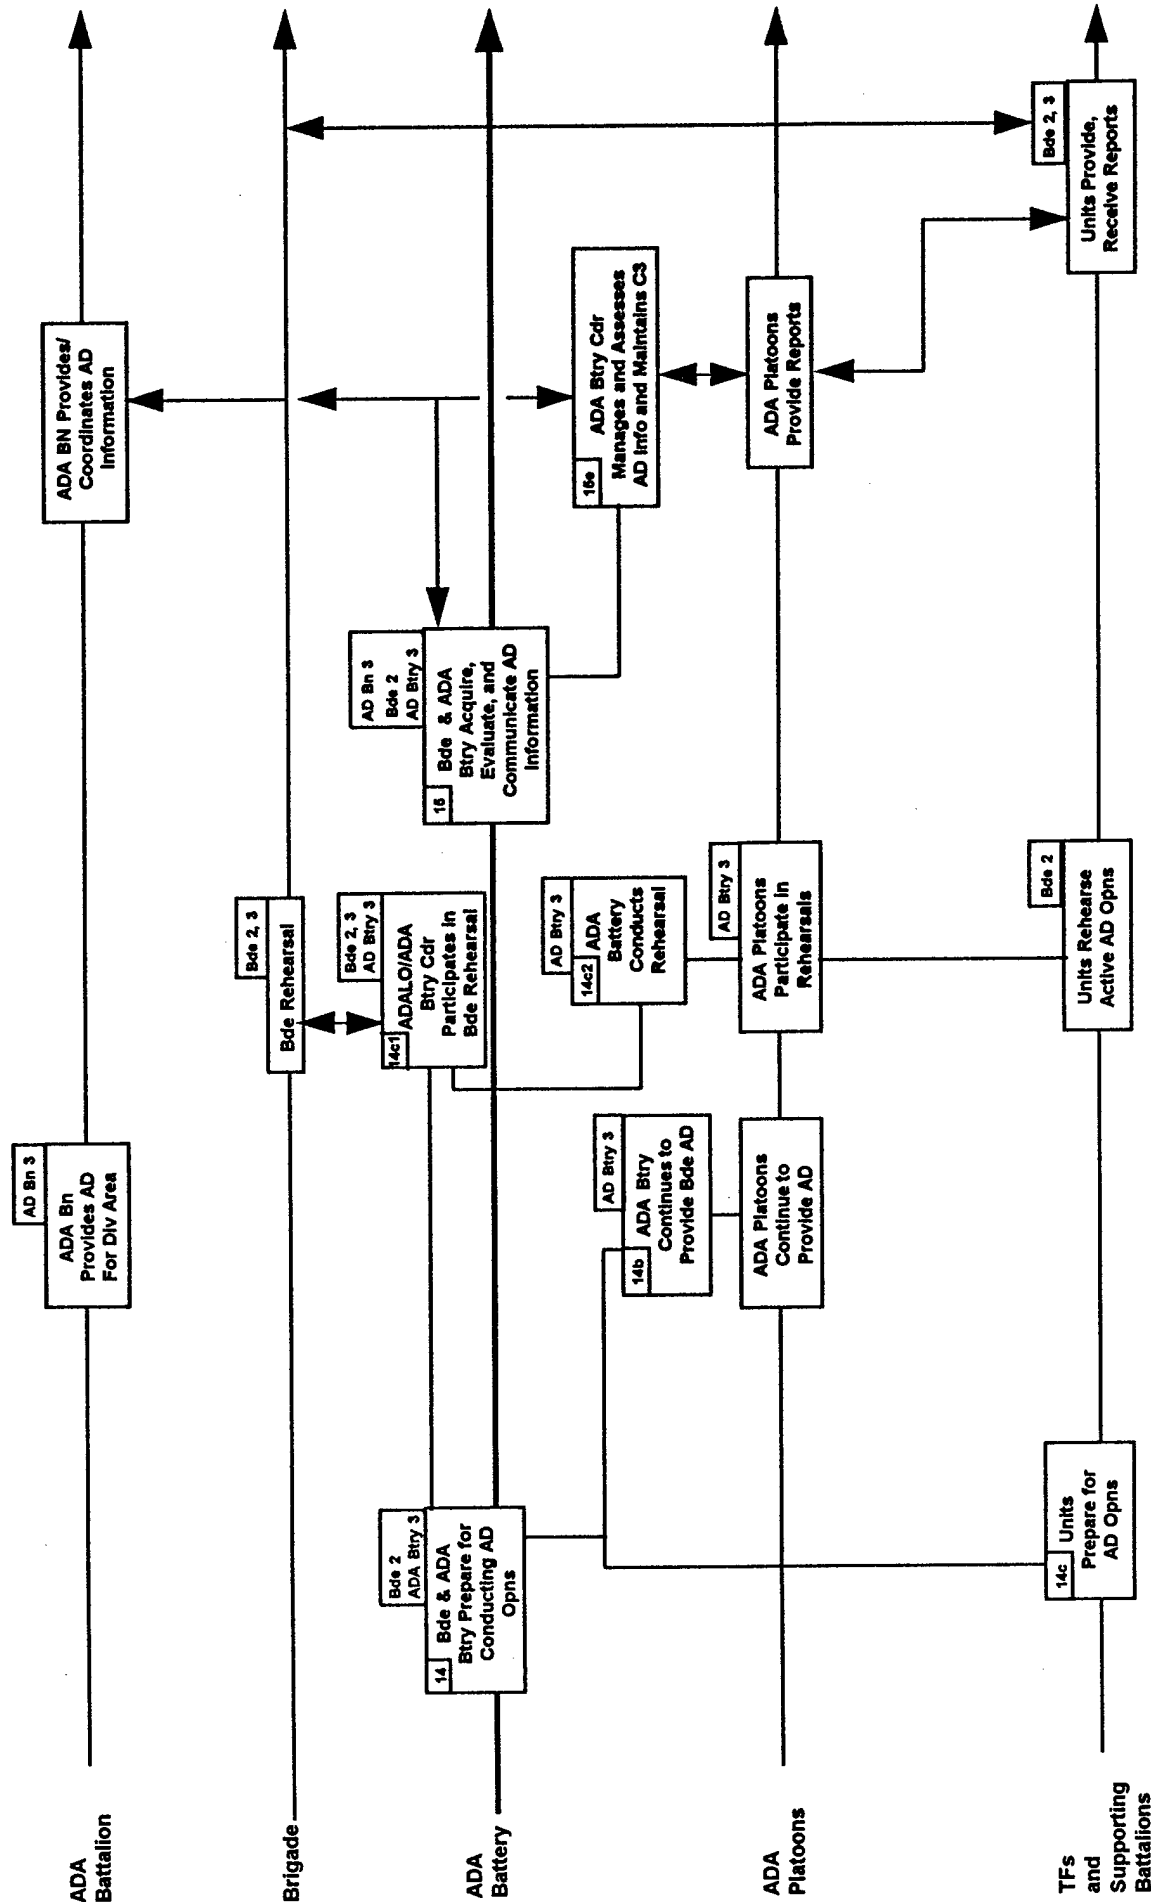 ADA
Battalion
AD Bn 3
ADA Bn
Provides AD
For Div Area
ADA BN Provides/
Coordinates AD
Information
Brigade
Bde 2, 3
Bde Rehearsal
ADA
Battery
Bde 2
ADA Btry 3
14
Bde & ADA
Btry Prepare for
Conducting AD
Opns
Bde 2, 3
AD Btry 3
14c1
ADALO/ADA
Btry Cdr
Participates in
Bde Rehearsal
AD Bn 3
Bde 2
AD Btry 3
15
Bde & ADA
Btry Acquire,
Evaluate, and
Communicate AD
Information
AD Btry 3
14b
ADA Btry
Continues to
Provide Bde AD
AD Btry 3
14c2
ADA
Battery
Conducts
Rehearsal
15e
ADA Btry Cdr
Manages and Assesses
AD Info and Maintains C3
ADA
Platoons
ADA Platoons
Continue to
Provide AD
AD Btry 3
ADA Platoons
Participate in
Rehearsals
ADA Platoons
Provide Reports
TFs
and
Supporting
Battalions
14c
Units
Prepare for
AD Opns
Bde 2
Units Rehearse
Active AD Opns
Bde 2, 3
Units Provide,
Receive Reports